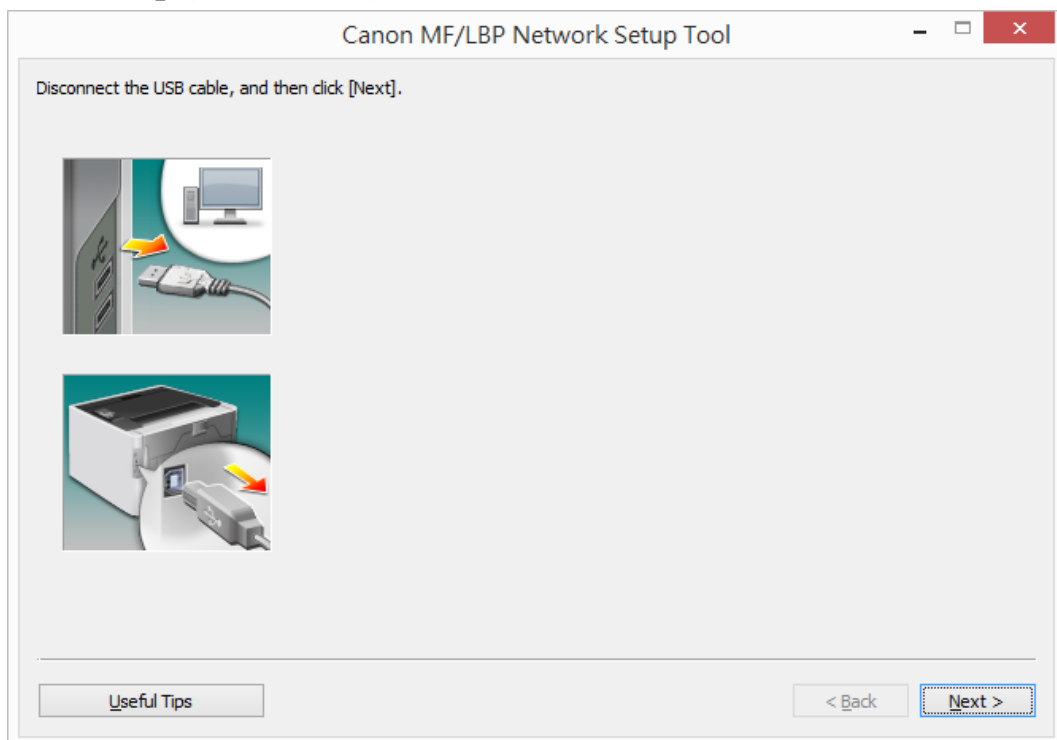 Canon MF/LBP Network Setup Tool
Disconnect the USB cable, and then click [Next].
Useful Tips
< Back
Next >